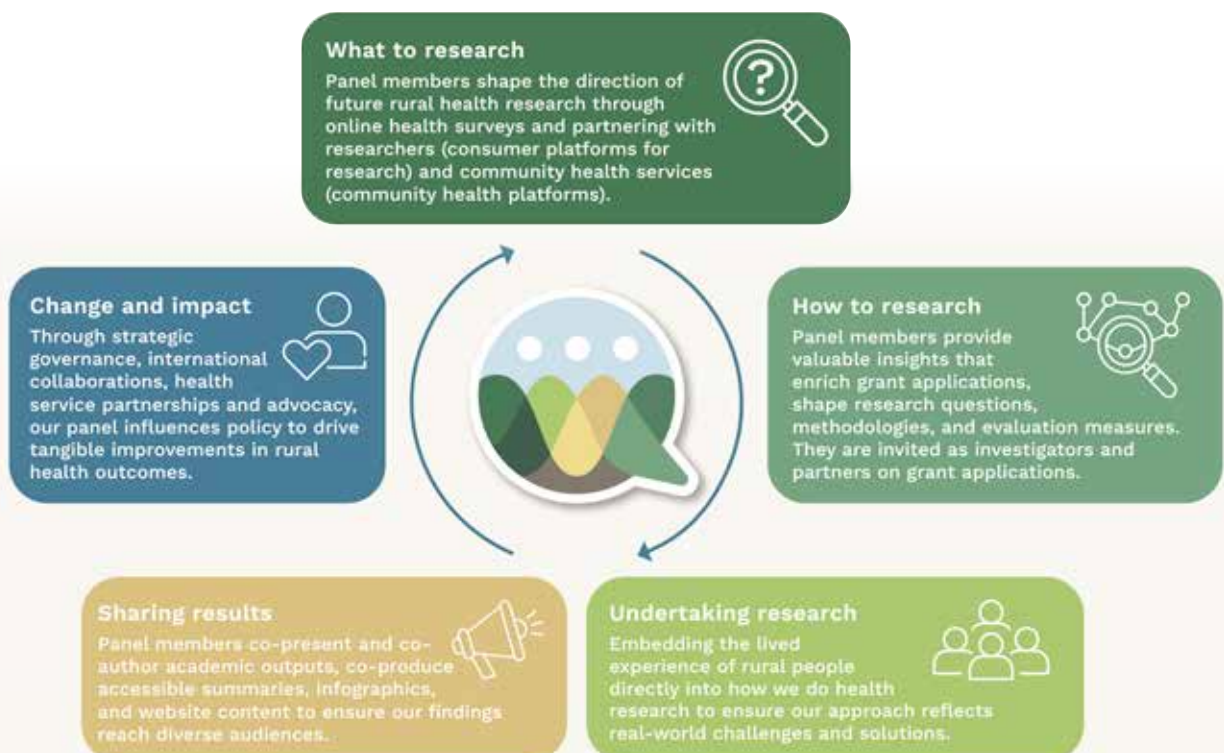 What to research
Panel members shape the direction of
future rural health research through
online health surveys and partnering with
researchers (consumer platforms for
research) and community health services
(community health platforms).
How to research
Panel members provide
valuable insights that
enrich grant applications,
shape research questions,
methodologies, and evaluation measures.
They are invited as investigators and
partners on grant applications.
Undertaking research
Embedding the lived
experience of rural people
directly into how we do health
research to ensure our approach reflects
real-world challenges and solutions.
Sharing results
Panel members co-present and co-
author academic outputs, co-produce
accessible summaries, infographics,
and website content to ensure our findings
reach diverse audiences.
Change and impact
Through strategic
governance, international
collaborations, health
service partnerships and advocacy,
our panel influences policy to drive
tangible improvements in rural
health outcomes.